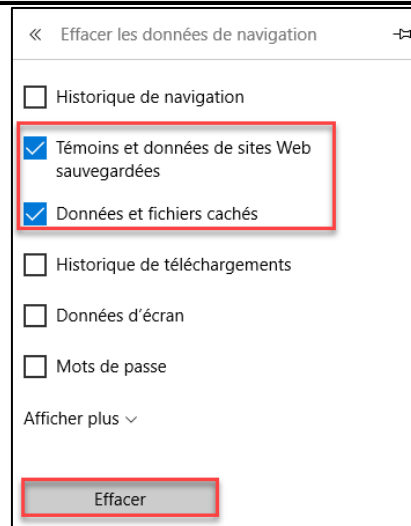 « Effacer les données de navigation
Historique de navigation
Témoins et données de sites Web
sauvegardées
Données et fichiers cachés
Historique de téléchargements
Données d'écran
Mots de passe
Afficher plus
Effacer